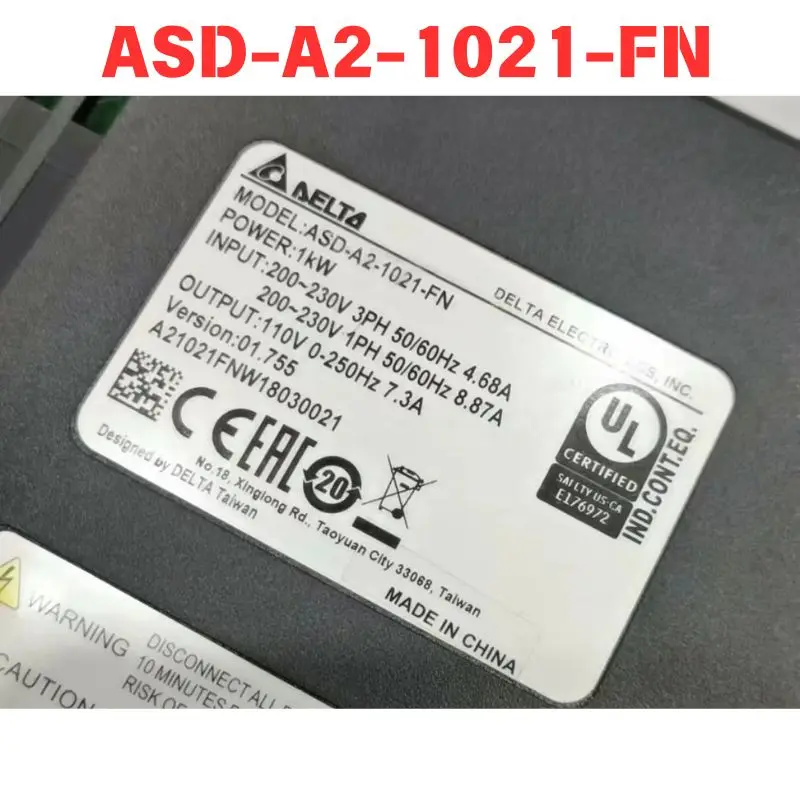 ASD-A2-1021-FN
DELTA
MODEL:ASD-A2-1021-FN
POWER:1kW
DELTA ELECTRONICS, INC.
INPUT:200~230V 3PH 50/60Hz 4.68A
200~230V 1PH 50/60Hz 8.87A
OUTPUT:110V 0-250Hz 7.3A
Version:01.755
A21021FNW18030021
CE EAC 20
UL
CERTIFIED
SAFETY US-CA
E176972
IND.CONT.EQ.
Designed by DELTA Taiwan
No.18, Xinglong Rd., Taoyuan City 33068, Taiwan
MADE IN CHINA
WARNING
DISCONNECT ALL
10 MINUTES
RISK OF
CAUTION